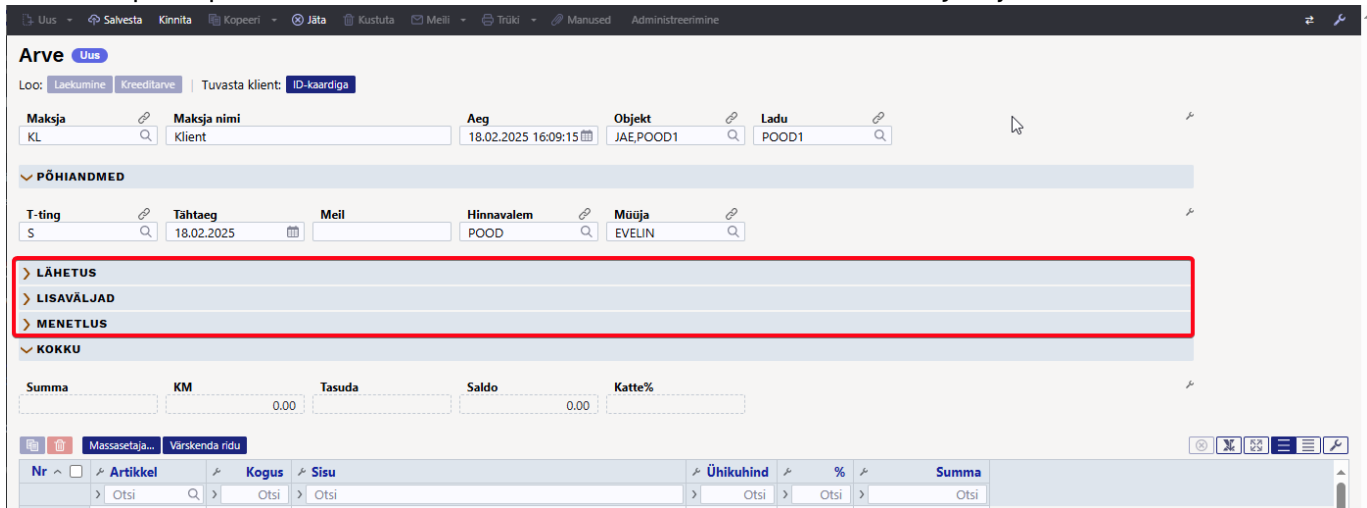 Uus Salvesta Kinnita Kopeeri Jäta Kustuta Meili Trüki Manused Administreerimine
Arve Uus
Loo: Laekumine Kreeditarve | Tuvasta klient: ID-kaardiga
Maksja Maksja nimi Aeg Objekt Ladu
KL Klient 18.02.2025 16:09:15 JAE,POOD1 POOD1
PÕHIANDMED
T-ting Tähtaeg Meil Hinnavalem Müüja
S 18.02.2025 POOD EVELIN
LÄHETUS
LISAVÄLJAD
MENETLUS
KOKKU
Summa KM Tasuda Saldo Katte%
0.00 0.00
Massasetaja... Värskenda ridu
Nr Artikkel Kogus Sisu Ühikuhind % Summa
Otsi Otsi Otsi Otsi Otsi Otsi